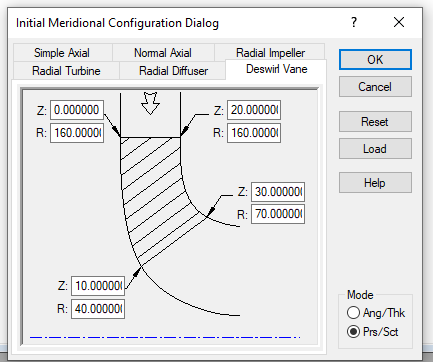 Initial Meridional Configuration Dialog
? ×
Simple Axial Normal Axial Radial Impeller
Radial Turbine Radial Diffuser Deswirl Vane
OK
Cancel
Reset
Load
Help
Z: 0.000000 Z: 20.00000
R: 160.0000 R: 160.0000
Z: 30.00000
R: 70.00000
Z: 10.00000
R: 40.00000
Mode
Ang/Thk
Prs/Sct